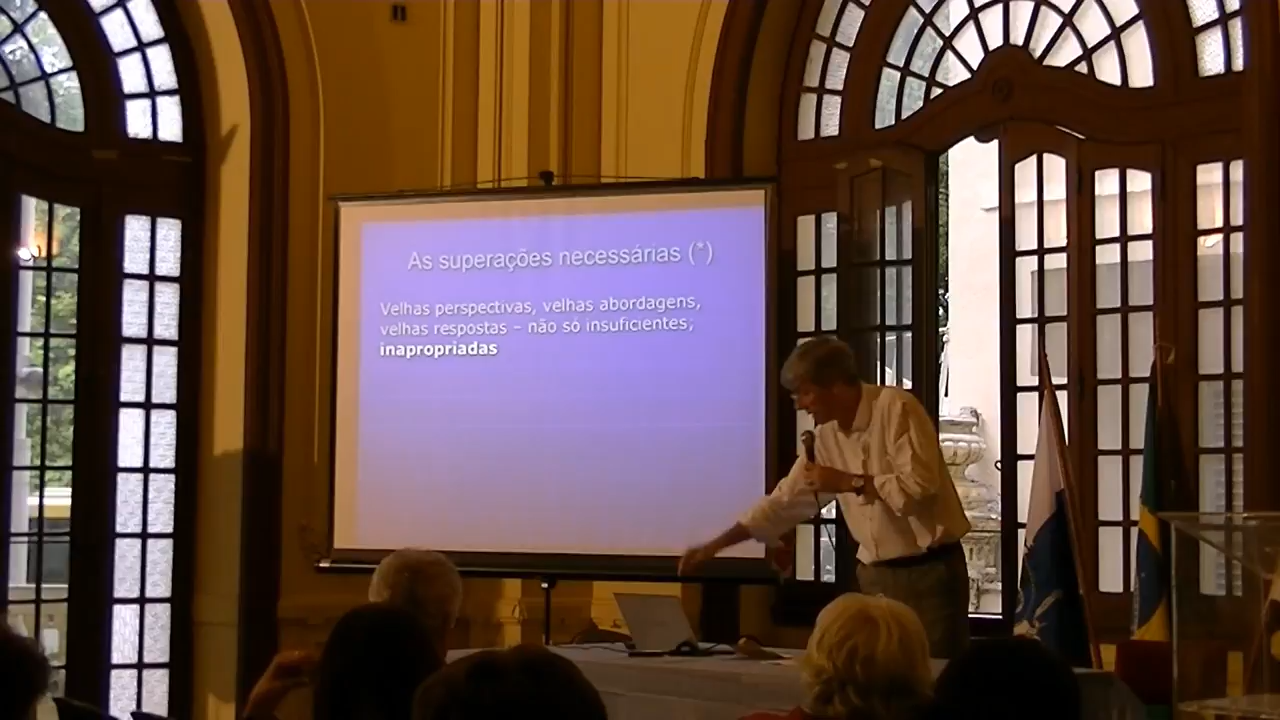 As superações necessárias (*)
Velhas perspectivas, velhas abordagens,
velhas respostas – não só insuficientes;
inapropriadas